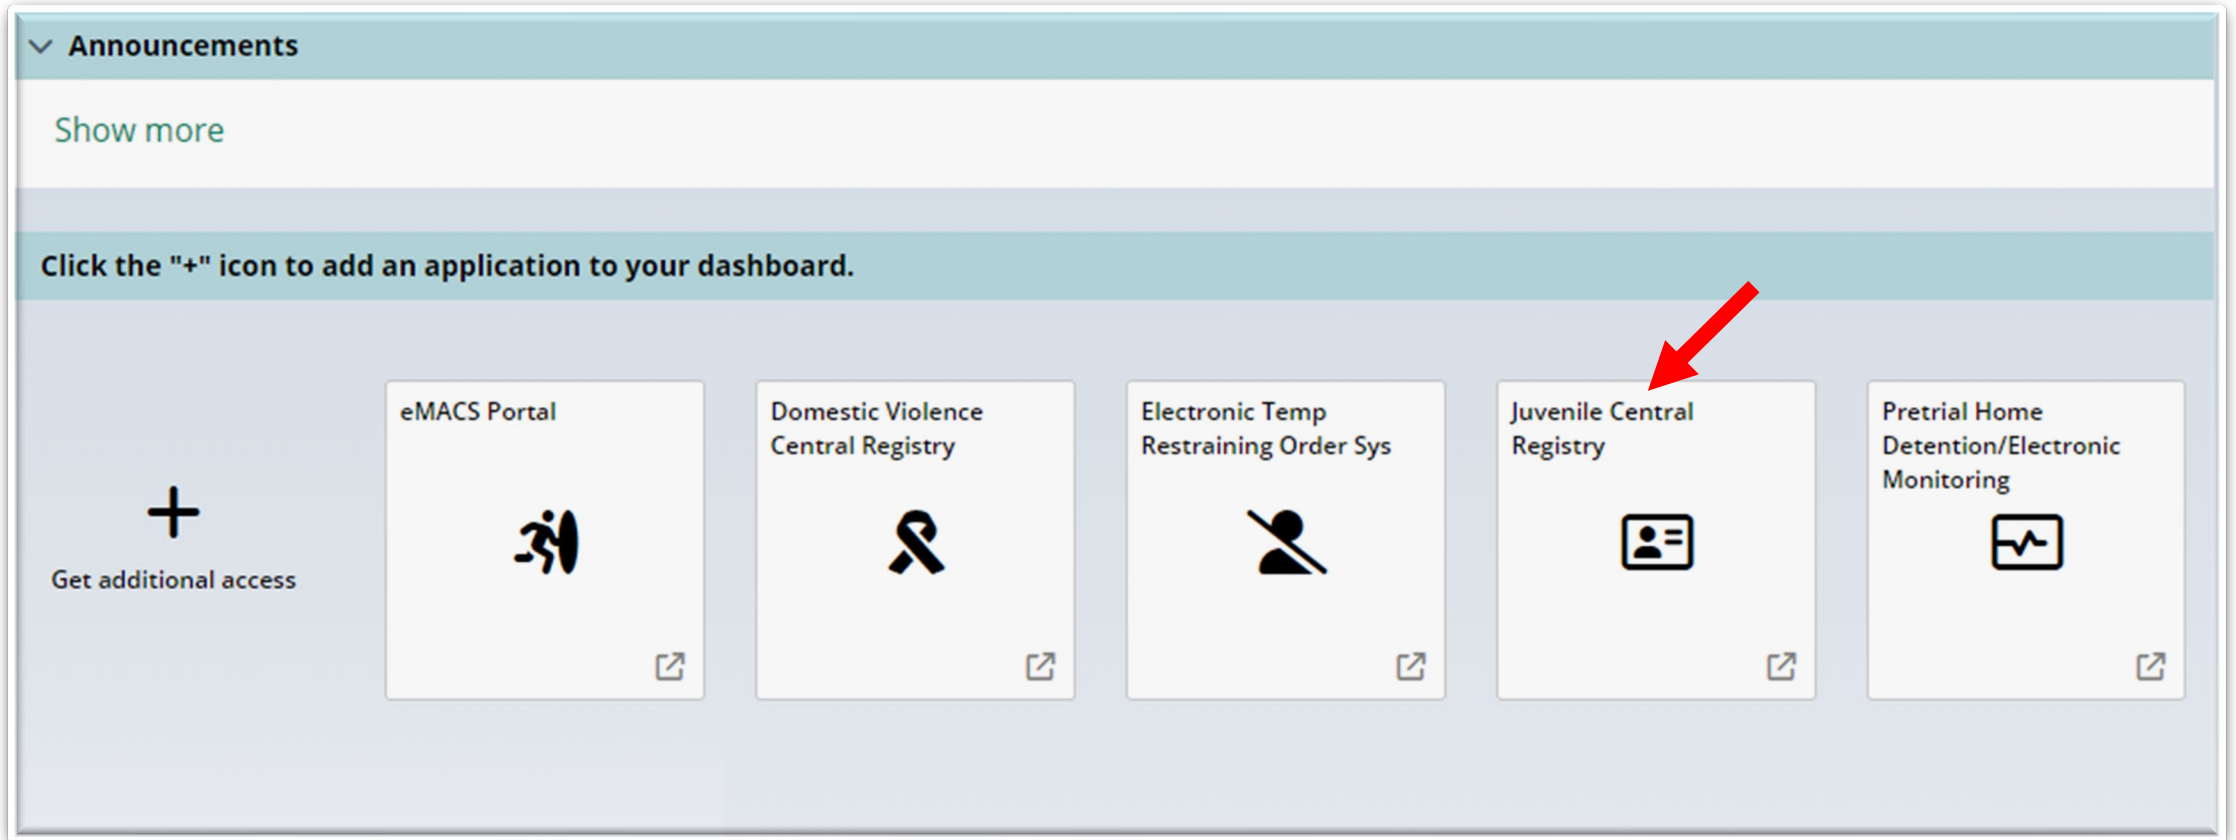 Announcements
Show more
Click the "+" icon to add an application to your dashboard.
Get additional access
eMACS Portal
Domestic Violence
Central Registry
Electronic Temp
Restraining Order Sys
Juvenile Central
Registry
Pretrial Home
Detention/Electronic
Monitoring